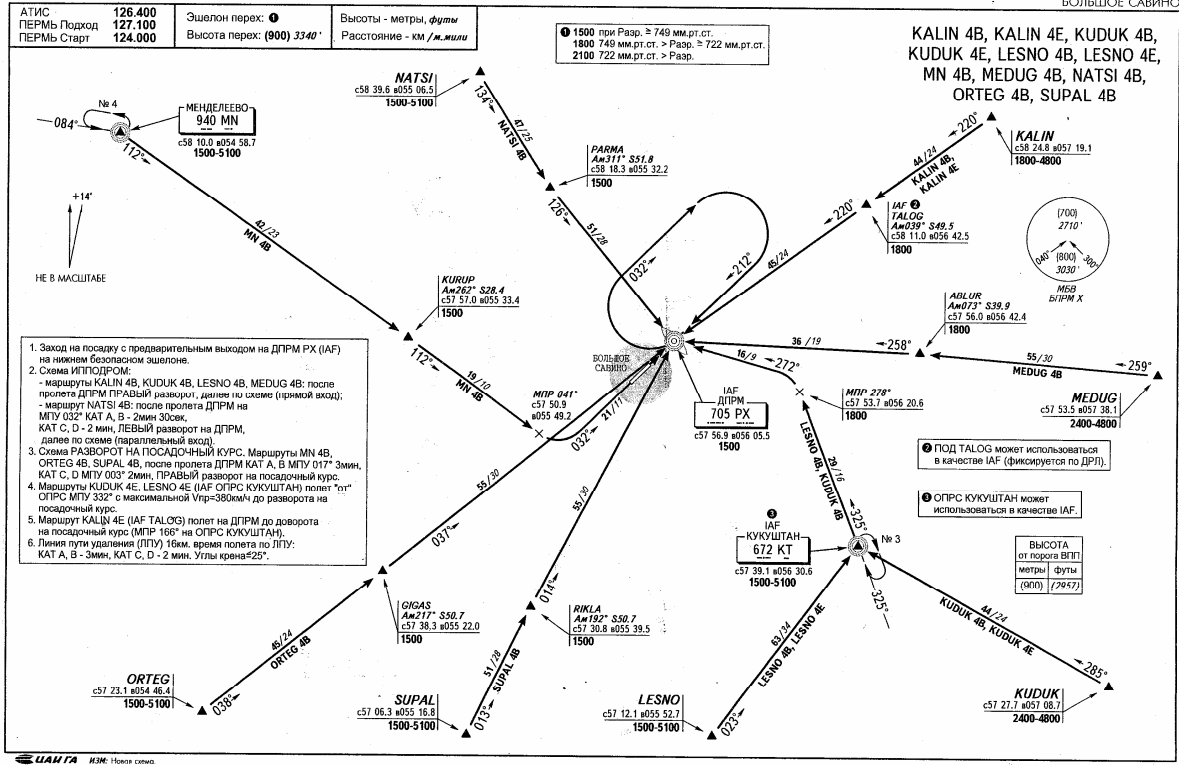 БОЛЬШОЕ САВИНО
АТИС 126.400
ПЕРМЬ Подход 127.100
ПЕРМЬ Старт 124.000
Эшелон перех: ❶
Высота перех: (900) 3340'
Высоты - метры, футы
Расстояние - км /м.мили
❶ 1500 при Pаэр. ≥ 749 мм.рт.ст.
1800 749 мм.рт.ст. > Pаэр. ≥ 722 мм.рт.ст.
2100 722 мм.рт.ст. > Pаэр.
KALIN 4B, KALIN 4E, KUDUK 4B,
KUDUK 4E, LESNO 4B, LESNO 4E,
MN 4B, MEDUG 4B, NATSI 4B,
ORTEG 4B, SUPAL 4B
NATSI
с58 39.6 в055 06.5
1500-5100
134°
47/25
NATSI 4B
№ 4
084°
МЕНДЕЛЕЕВО
940 MN
с58 10.0 в054 58.7
1500-5100
112°
42/23
MN 4B
+14°
НЕ В МАСШТАБЕ
PARMA
Ам311° S51.8
с58 18.3 в055 32.2
1500
126°
51/28
032°
212°
220°
KALIN
с58 24.8 в057 19.1
1800-4800
44/24
KALIN 4B,
KALIN 4E
IAF ❷
TALOG
Ам039° S49.5
с58 11.0 в056 42.5
1800
220°
45/24
(700)
2710'
040°
(800)
3030'
300°
МБВ
БПРМ X
KURUP
Ам262° S28.4
с57 57.0 в055 33.4
1500
112°
19/10
MN 4B
ABLUR
Ам073° S39.9
с57 56.0 в056 42.4
1800
36/19
258°
55/30
MEDUG 4B
259°
MEDUG
с57 53.5 в057 38.1
2400-4800
БОЛЬШОЕ
САВИНО
16/9
272°
МПР 278°
с57 53.7 в056 20.6
1800
МПР 041°
с57 50.9
в055 49.2
21/11
032°
IAF
ДПРМ
705 PX
с57 56.9 в056 05.5
1500
1. Заход на посадку с предварительным выходом на ДПРМ РХ (IAF)
на нижнем безопасном эшелоне.
2. Схема ИППОДРОМ:
- маршруты KALIN 4B, KUDUK 4B, LESNO 4B, MEDUG 4B: после
пролета ДПРМ ПРАВЫЙ разворот, далее по схеме (прямой вход);
- маршрут NATSI 4B: после пролета ДПРМ на
МПУ 032° КАТ A, B - 2мин 30сек,
КАТ C, D - 2 мин, ЛЕВЫЙ разворот на ДПРМ,
далее по схеме (параллельный вход).
3. Схема РАЗВОРОТ НА ПОСАДОЧНЫЙ КУРС. Маршруты MN 4B,
ORTEG 4B, SUPAL 4B, после пролета ДПРМ КАТ A, B МПУ 017° 3мин,
КАТ C, D МПУ 003° 2мин, ПРАВЫЙ разворот на посадочный курс.
4. Маршруты KUDUK 4E, LESNO 4E (IAF ОПРС КУКУШТАН) полет "от"
ОПРС МПУ 332° с максимальной Vпр=380км/ч до разворота на
посадочный курс.
5. Маршрут KALIN 4E (IAF TALOG) полет на ДПРМ до доворота
на посадочный курс (МПР 166° на ОПРС КУКУШТАН).
6. Линия пути удаления (ЛПУ) 16км. время полета по ЛПУ:
КАТ A, B - 3мин, КАТ C, D - 2 мин. Углы крена≤25°.
❷ ПОД TALOG может использоваться
в качестве IAF (фиксируется по ДРЛ).
❸ ОПРС КУКУШТАН может
использоваться в качестве IAF.
LESNO 4B, KUDUK 4B
29/16
325°
❸
IAF
КУКУШТАН
672 KT
с57 39.1 в056 30.6
1500-5100
№ 3
325°
ВЫСОТА
от порога ВПП
метры футы
(900) (2957)
55/30
037°
55/30
014°
GIGAS
Ам217° S50.7
с57 38.3 в055 22.0
1500
RIKLA
Ам192° S50.7
с57 30.8 в055 39.5
1500
45/24
ORTEG 4B
ORTEG
с57 23.1 в054 46.4
1500-5100
038°
51/28
SUPAL 4B
SUPAL
с57 06.3 в055 16.8
1500-5100
013°
63/34
LESNO 4B, LESNO 4E
LESNO
с57 12.1 в055 52.7
1500-5100
023°
44/24
KUDUK 4B, KUDUK 4E
285°
KUDUK
с57 27.7 в057 08.7
2400-4800
ЦАИ ГА ИЗМ: Новая схема.